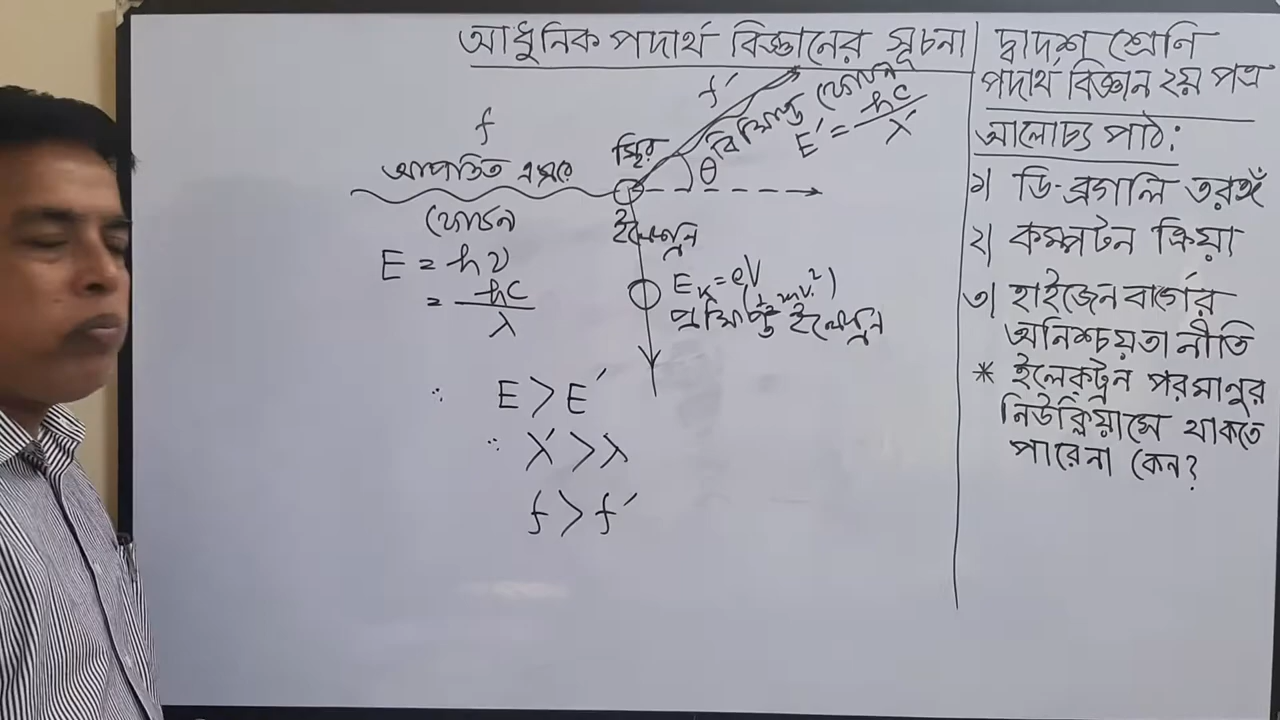 আধুনিক পদার্থ বিজ্ঞানের সূচনা
দ্বাদশ শ্রেণি
পদার্থ বিজ্ঞান ২য় পত্র
আলোচ্য পাঠ:
১) ডি-ব্রগলি তরঙ্গ
২) কম্পটন ক্রিয়া
৩) হাইজেন বার্গের
অনিশ্চয়তা নীতি
* ইলেকট্রন পরমানুর
নিউক্লিয়াসে থাকতে
পারেনা কেন?
f
আপতিত এক্সরে
ফোটন
E = hν
= hc/λ
স্থির
ইলেকট্রন
f′
বিক্ষিপ্ত ফোটন
E′ = hc/λ′
θ
Eₖ = eV
(½mv²)
প্রক্ষিপ্ত ইলেকট্রন
∴ E > E′
∴ λ′ > λ
f > f′